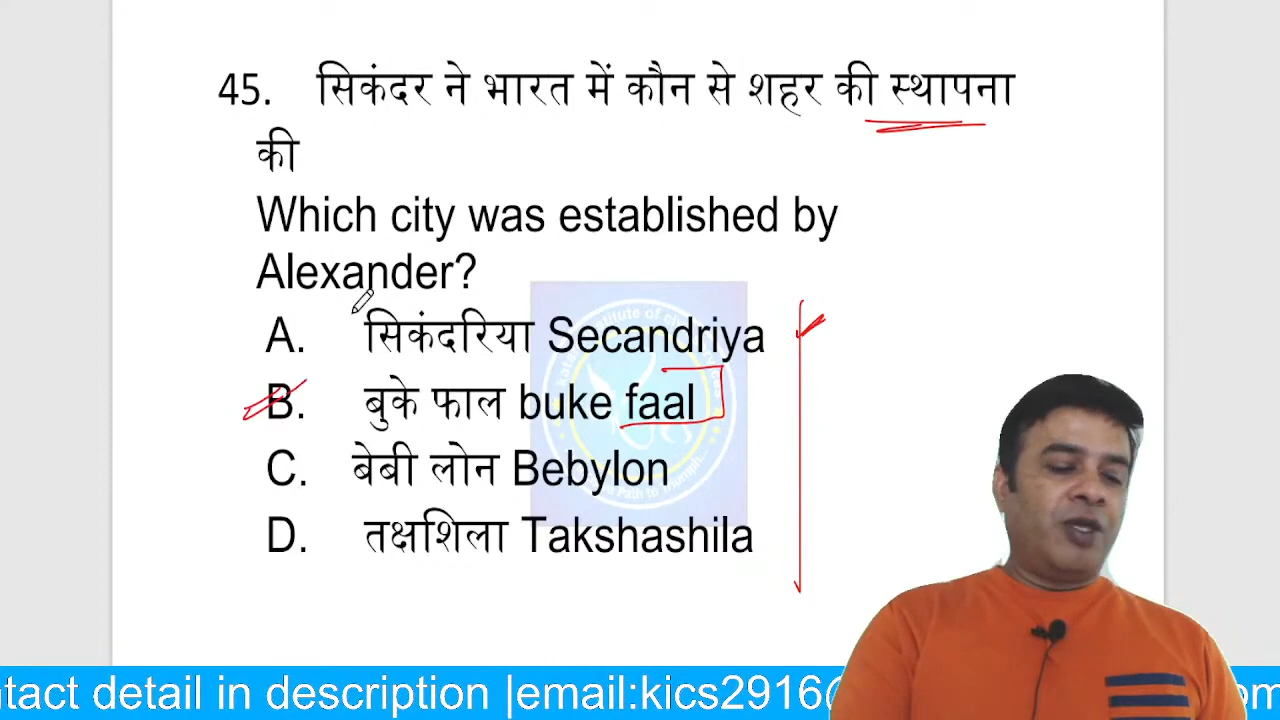 45. सिकंदर ने भारत में कौन से शहर की स्थापना
की
Which city was established by
Alexander?
A. सिकंदरिया Secandriya
B. बुके फाल buke faal
C. बेबी लोन Bebylon
D. तक्षशिला Takshashila
ntact detail in description |email:kics2916@